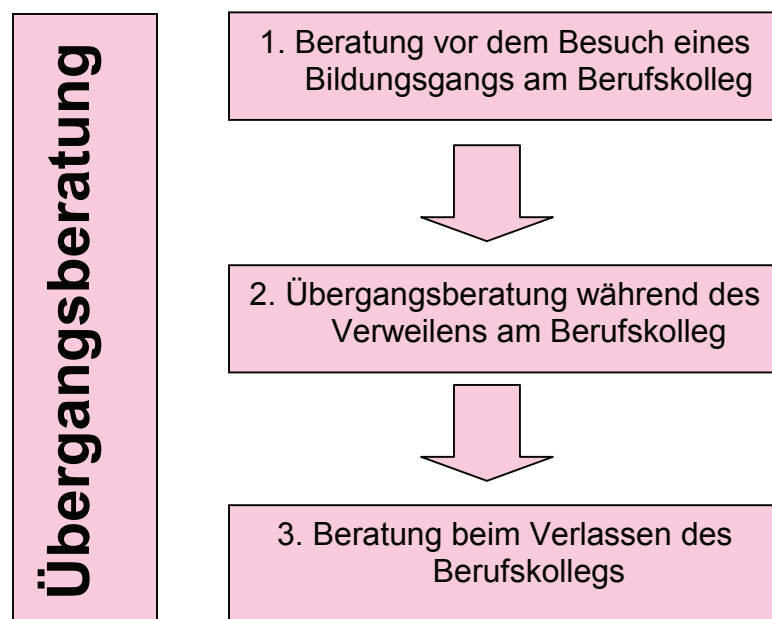 Übergangsberatung
1. Beratung vor dem Besuch eines
Bildungsgangs am Berufskolleg
2. Übergangsberatung während des
Verweilens am Berufskolleg
3. Beratung beim Verlassen des
Berufskollegs